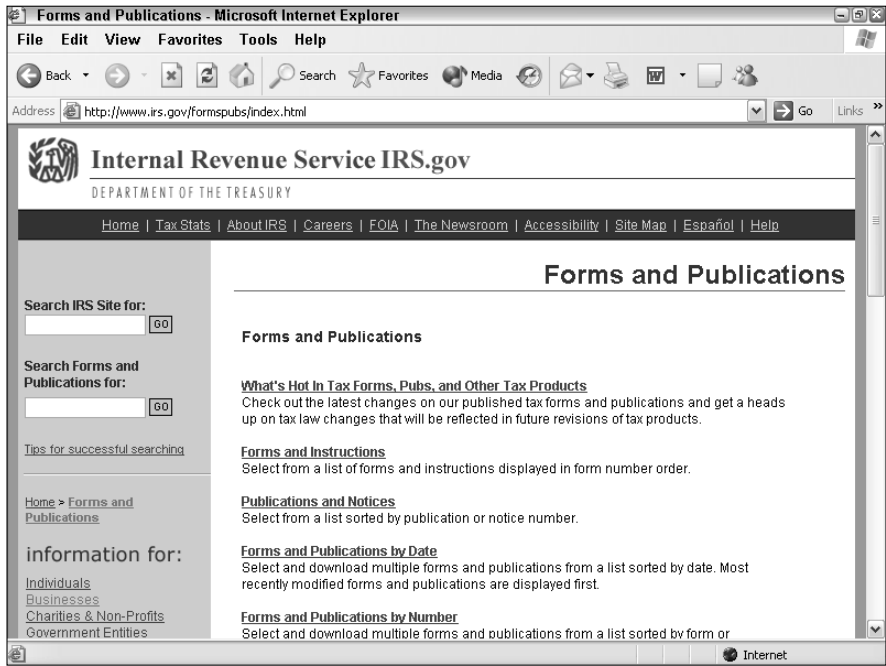 Forms and Publications - Microsoft Internet Explorer
File Edit View Favorites Tools Help
Back Search Favorites Media
Address http://www.irs.gov/formspubs/index.html Go Links »
Internal Revenue Service IRS.gov
DEPARTMENT OF THE TREASURY
Home | Tax Stats | About IRS | Careers | FOIA | The Newsroom | Accessibility | Site Map | Español | Help
Forms and Publications
Search IRS Site for:
GO
Search Forms and
Publications for:
GO
Tips for successful searching
Home > Forms and
Publications
information for:
Individuals
Businesses
Charities & Non-Profits
Government Entities
Forms and Publications
What's Hot In Tax Forms, Pubs, and Other Tax Products
Check out the latest changes on our published tax forms and publications and get a heads
up on tax law changes that will be reflected in future revisions of tax products.
Forms and Instructions
Select from a list of forms and instructions displayed in form number order.
Publications and Notices
Select from a list sorted by publication or notice number.
Forms and Publications by Date
Select and download multiple forms and publications from a list sorted by date. Most
recently modified forms and publications are displayed first.
Forms and Publications by Number
Select and download multiple forms and publications from a list sorted by form or
Internet